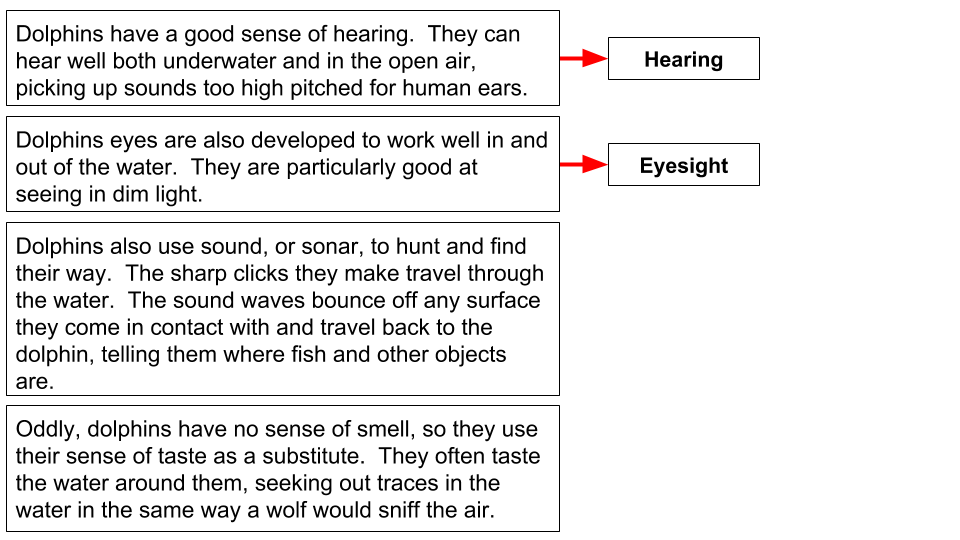 Dolphins have a good sense of hearing.  They can
hear well both underwater and in the open air,
picking up sounds too high pitched for human ears.
Hearing
Dolphins eyes are also developed to work well in and
out of the water.  They are particularly good at
seeing in dim light.
Eyesight
Dolphins also use sound, or sonar, to hunt and find
their way.  The sharp clicks they make travel through
the water.  The sound waves bounce off any surface
they come in contact with and travel back to the
dolphin, telling them where fish and other objects
are.
Oddly, dolphins have no sense of smell, so they use
their sense of taste as a substitute.  They often taste
the water around them, seeking out traces in the
water in the same way a wolf would sniff the air.